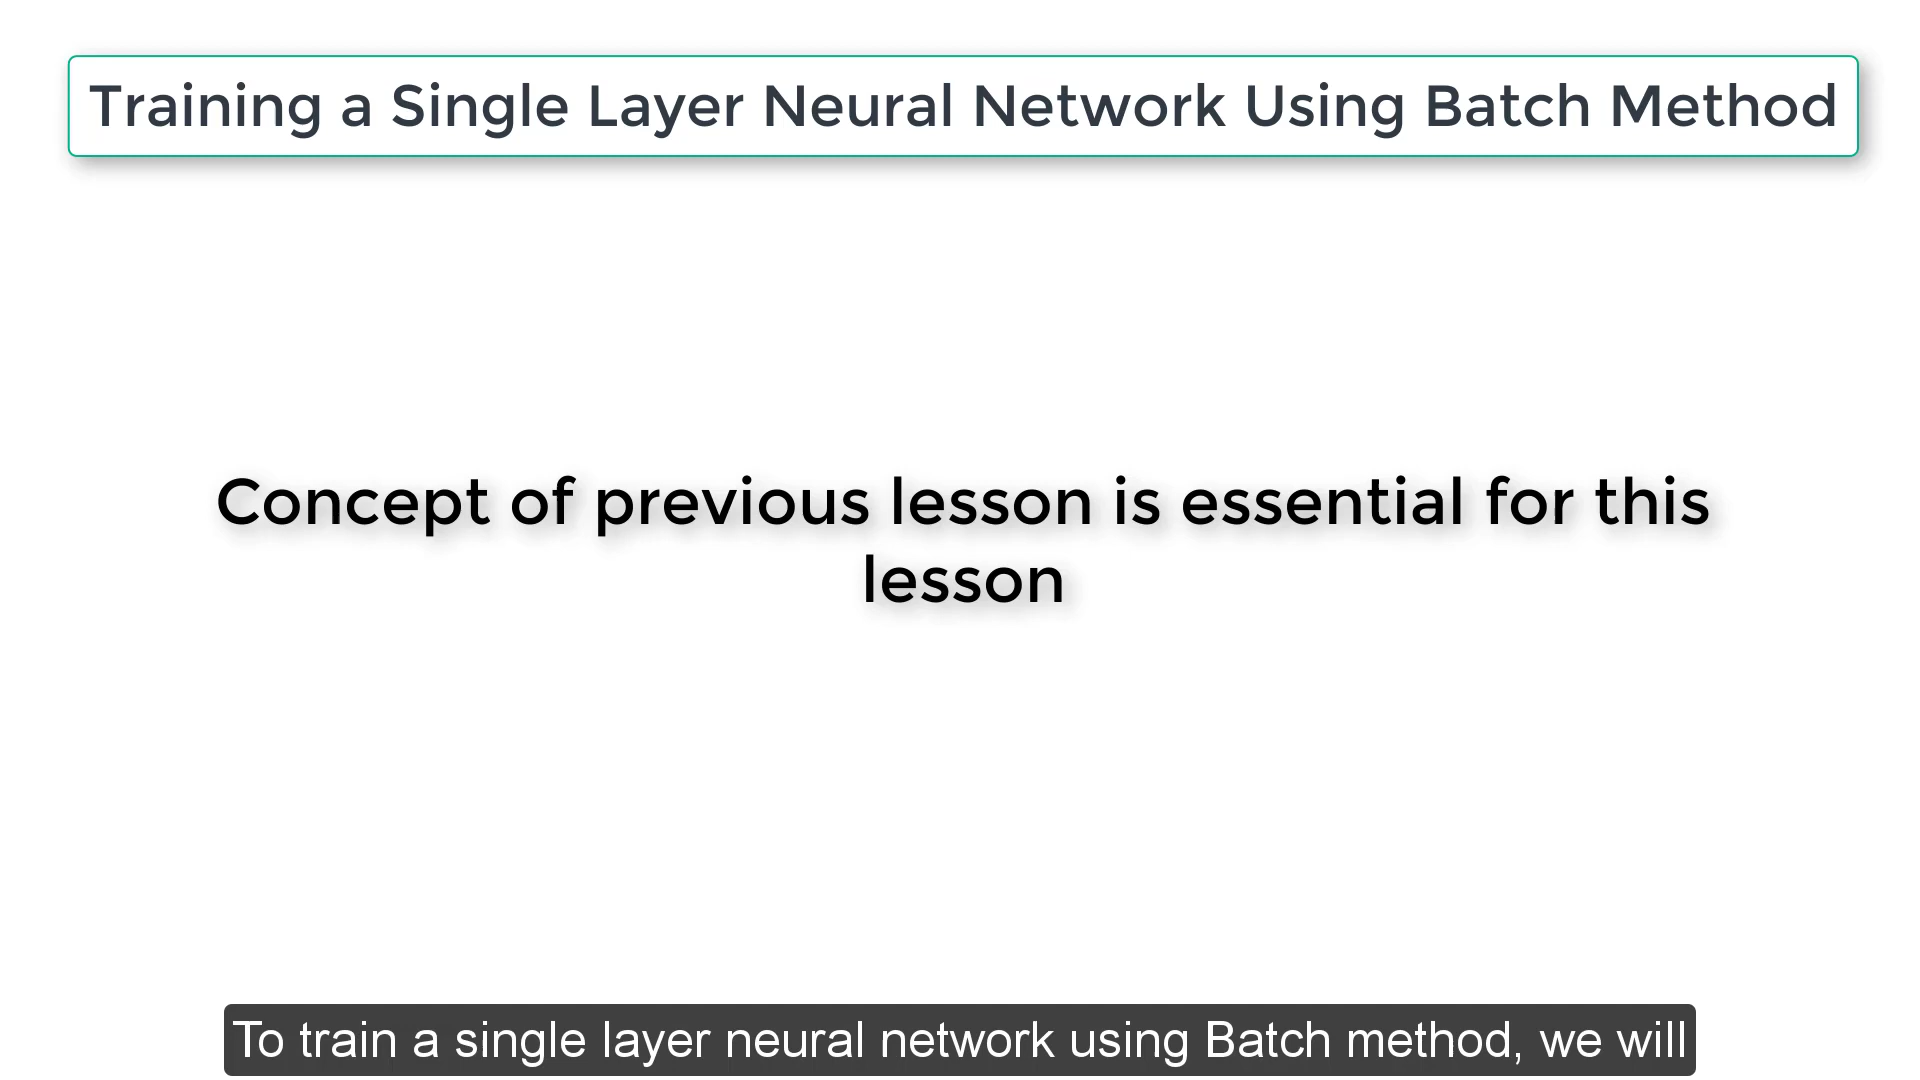 Training a Single Layer Neural Network Using Batch Method
Concept of previous lesson is essential for this
lesson
To train a single layer neural network using Batch method, we will